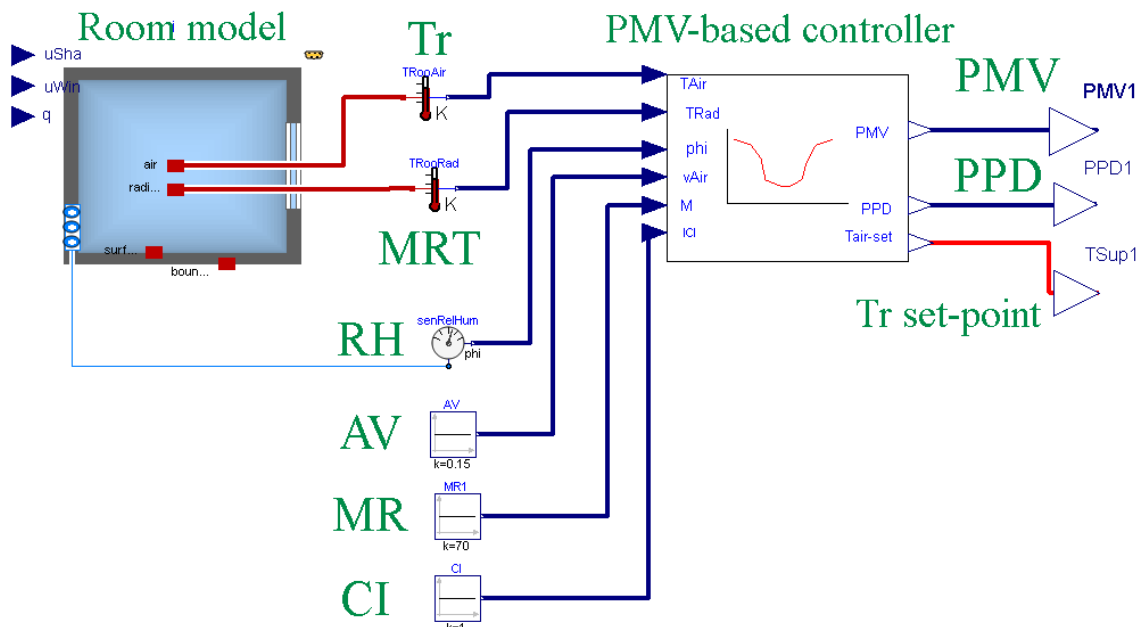 Room model
Tr
PMV-based controller
uSha
uWin
q
TRooAir
K
air
radi...
TRooRad
K
surf...
boun...
MRT
TAir
TRad
phi
vAir
M
ICI
PMV
PPD
Tair-set
PMV
PMV1
PPD
PPD1
TSup1
Tr set-point
RH
senRelHum
phi
AV
AV
k=0.15
MR
MR1
k=70
CI
CI